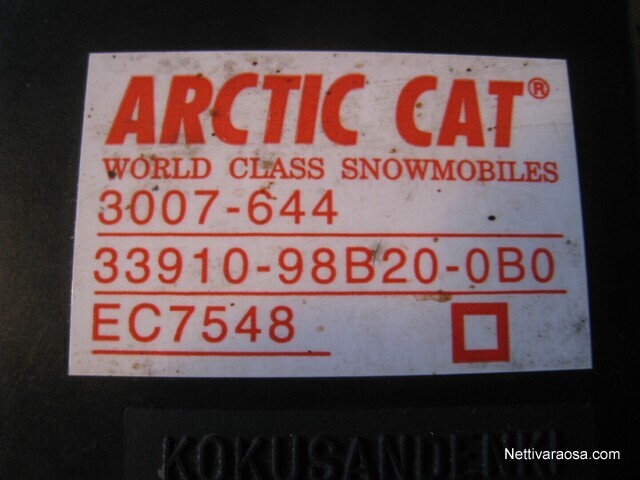 ARCTIC CAT®
WORLD CLASS SNOWMOBILES
3007-644
33910-98B20-0B0
EC7548
KOKUSANDENKI
Nettivaraosa.com